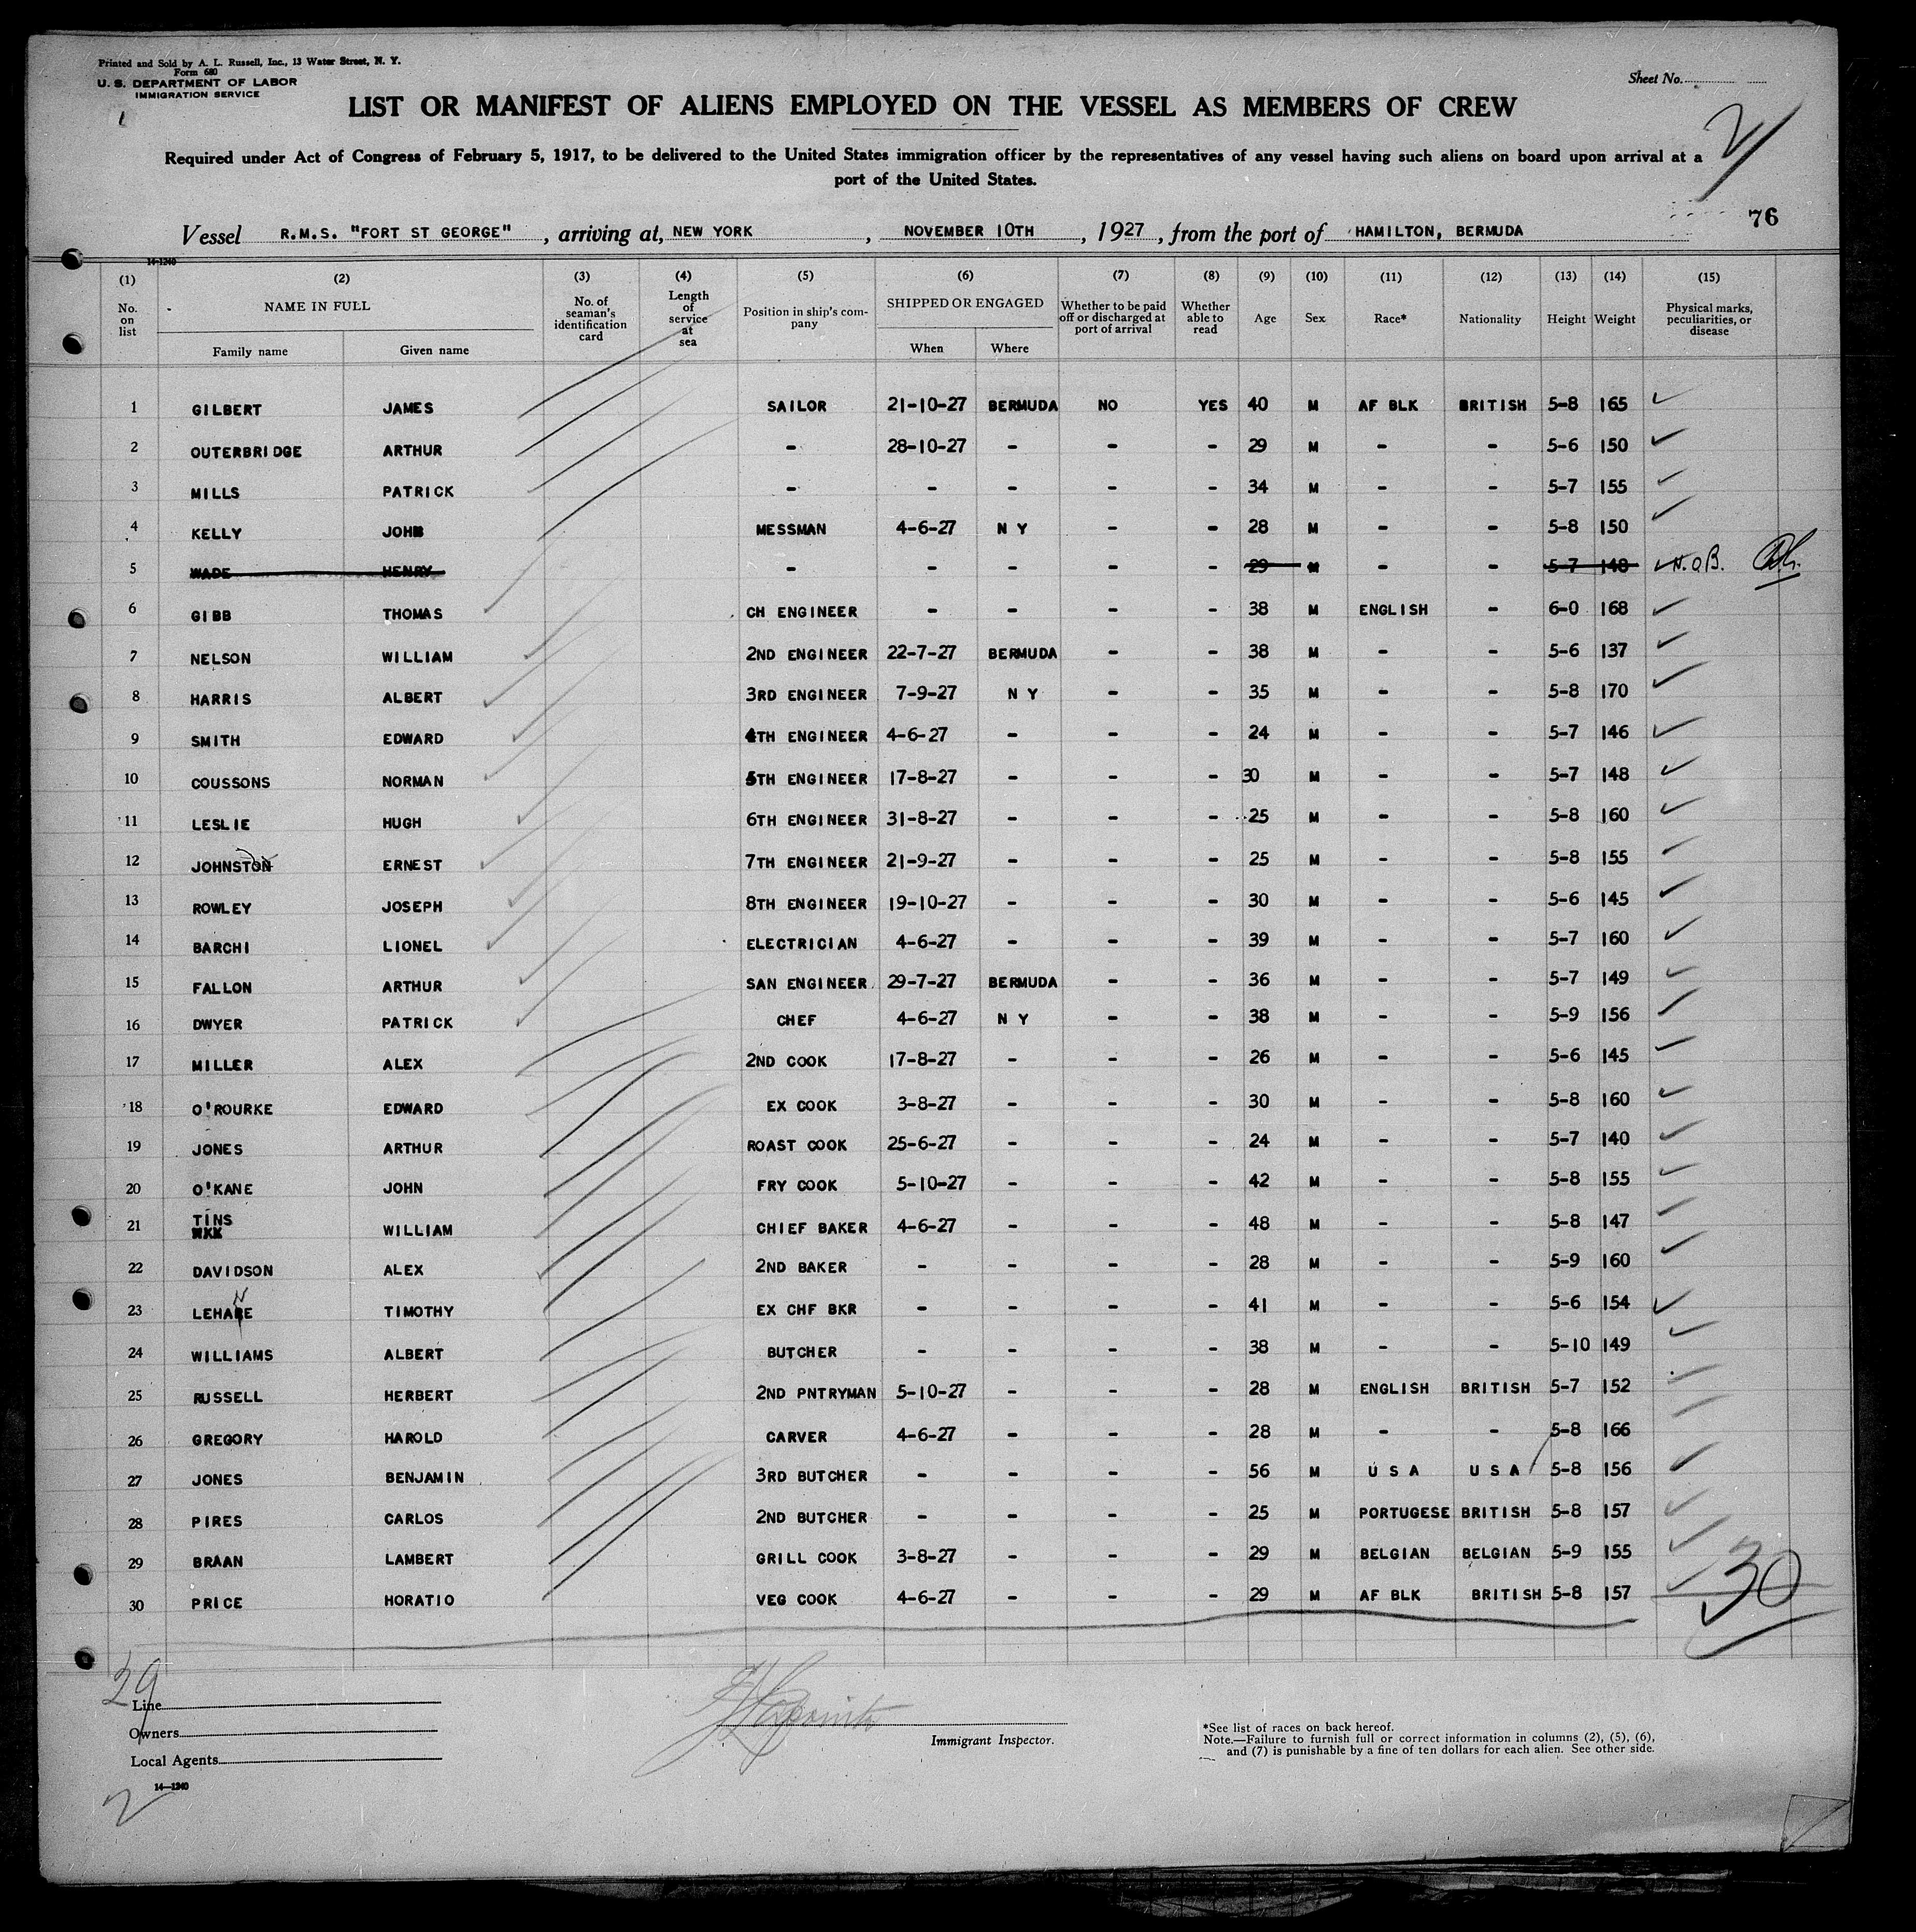 Printed and Sold by A. L. Russell, Inc., 13 Water Street, N. Y.
Form 680
U. S. DEPARTMENT OF LABOR
IMMIGRATION SERVICE
Sheet No.
LIST OR MANIFEST OF ALIENS EMPLOYED ON THE VESSEL AS MEMBERS OF CREW
Required under Act of Congress of February 5, 1917, to be delivered to the United States immigration officer by the representatives of any vessel having such aliens on board upon arrival at a
port of the United States.
76
Vessel R.M.S. "FORT ST GEORGE", arriving at, NEW YORK, NOVEMBER 10TH, 1927, from the port of HAMILTON, BERMUDA
14-1240
(1) (2) (3) (4) (5) (6) (7) (8) (9) (10) (11) (12) (13) (14) (15)
No. on list NAME IN FULL Family name Given name No. of seaman's identification card Length of service at sea Position in ship's company SHIPPED OR ENGAGED When Where Whether to be paid off or discharged at port of arrival Whether able to read Age Sex Race* Nationality Height Weight Physical marks, peculiarities, or disease
1 GILBERT JAMES SAILOR 21-10-27 BERMUDA NO YES 40 M AF BLK BRITISH 5-8 165
2 OUTERBRIDGE ARTHUR - 28-10-27 - - - 29 M - - 5-6 150
3 MILLS PATRICK - - - - - 34 M - - 5-7 155
4 KELLY JOHN MESSMAN 4-6-27 N Y - - 28 M - - 5-8 150
5 WADE HENRY - - - - - 29 M - - 5-7 148 N.O.B.
6 GIBB THOMAS CH ENGINEER - - - - 38 M ENGLISH - 6-0 168
7 NELSON WILLIAM 2ND ENGINEER 22-7-27 BERMUDA - - 38 M - - 5-6 137
8 HARRIS ALBERT 3RD ENGINEER 7-9-27 N Y - - 35 M - - 5-8 170
9 SMITH EDWARD 4TH ENGINEER 4-6-27 - - - 24 M - - 5-7 146
10 COUSSONS NORMAN 5TH ENGINEER 17-8-27 - - - 30 M - - 5-7 148
11 LESLIE HUGH 6TH ENGINEER 31-8-27 - - - 25 M - - 5-8 160
12 JOHNSTON ERNEST 7TH ENGINEER 21-9-27 - - - 25 M - - 5-8 155
13 ROWLEY JOSEPH 8TH ENGINEER 19-10-27 - - - 30 M - - 5-6 145
14 BARCHI LIONEL ELECTRICIAN 4-6-27 - - - 39 M - - 5-7 160
15 FALLON ARTHUR SAN ENGINEER 29-7-27 BERMUDA - - 36 M - - 5-7 149
16 DWYER PATRICK CHEF 4-6-27 N Y - - 38 M - - 5-9 156
17 MILLER ALEX 2ND COOK 17-8-27 - - - 26 M - - 5-6 145
18 O'ROURKE EDWARD EX COOK 3-8-27 - - - 30 M - - 5-8 160
19 JONES ARTHUR ROAST COOK 25-6-27 - - - 24 M - - 5-7 140
20 O'KANE JOHN FRY COOK 5-10-27 - - - 42 M - - 5-8 155
21 TINS WILLIAM CHIEF BAKER 4-6-27 - - - 48 M - - 5-8 147
22 DAVIDSON ALEX 2ND BAKER - - - - 28 M - - 5-9 160
23 LEHANE TIMOTHY EX CHF BKR - - - - 41 M - - 5-6 154
24 WILLIAMS ALBERT BUTCHER - - - - 38 M - - 5-10 149
25 RUSSELL HERBERT 2ND PNTRYMAN 5-10-27 - - - 28 M ENGLISH BRITISH 5-7 152
26 GREGORY HAROLD CARVER 4-6-27 - - - 28 M - - 5-8 166
27 JONES BENJAMIN 3RD BUTCHER - - - - 56 M U S A U S A 5-8 156
28 PIRES CARLOS 2ND BUTCHER - - - - 25 M PORTUGESE BRITISH 5-8 157
29 BRAAN LAMBERT GRILL COOK 3-8-27 - - - 29 M BELGIAN BELGIAN 5-9 155
30 PRICE HORATIO VEG COOK 4-6-27 - - - 29 M AF BLK BRITISH 5-8 157
30
29
Line
Owners
Local Agents
Immigrant Inspector.
*See list of races on back hereof.
Note.—Failure to furnish full or correct information in columns (2), (5), (6),
and (7) is punishable by a fine of ten dollars for each alien. See other side.
14—1240
2